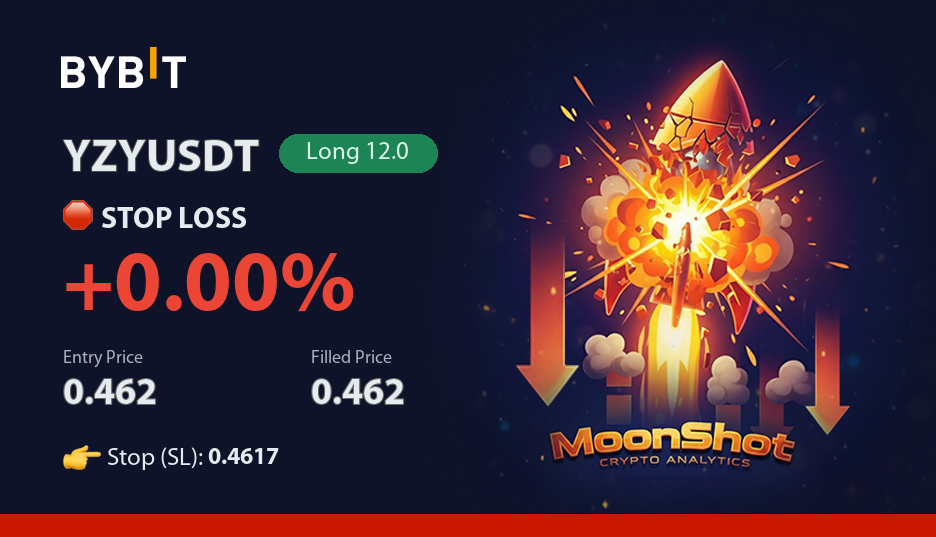 BYBIT
YZYUSDT Long 12.0
STOP LOSS
+0.00%
Entry Price Filled Price
0.462 0.462
Stop (SL): 0.4617
MoonShot
CRYPTO ANALYTICS